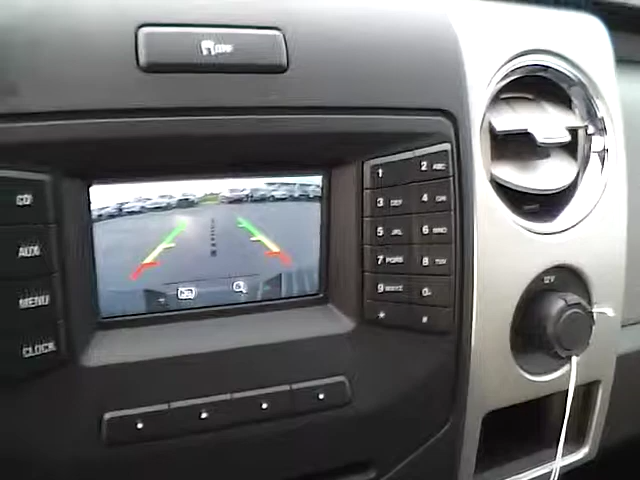 OFF
CD
AUX
MENU
CLOCK
1
2 ABC
3 DEF
4 GHI
5 JKL
6 MNO
7 PQRS
8 TUV
9 WXYZ
0
*
#
12V